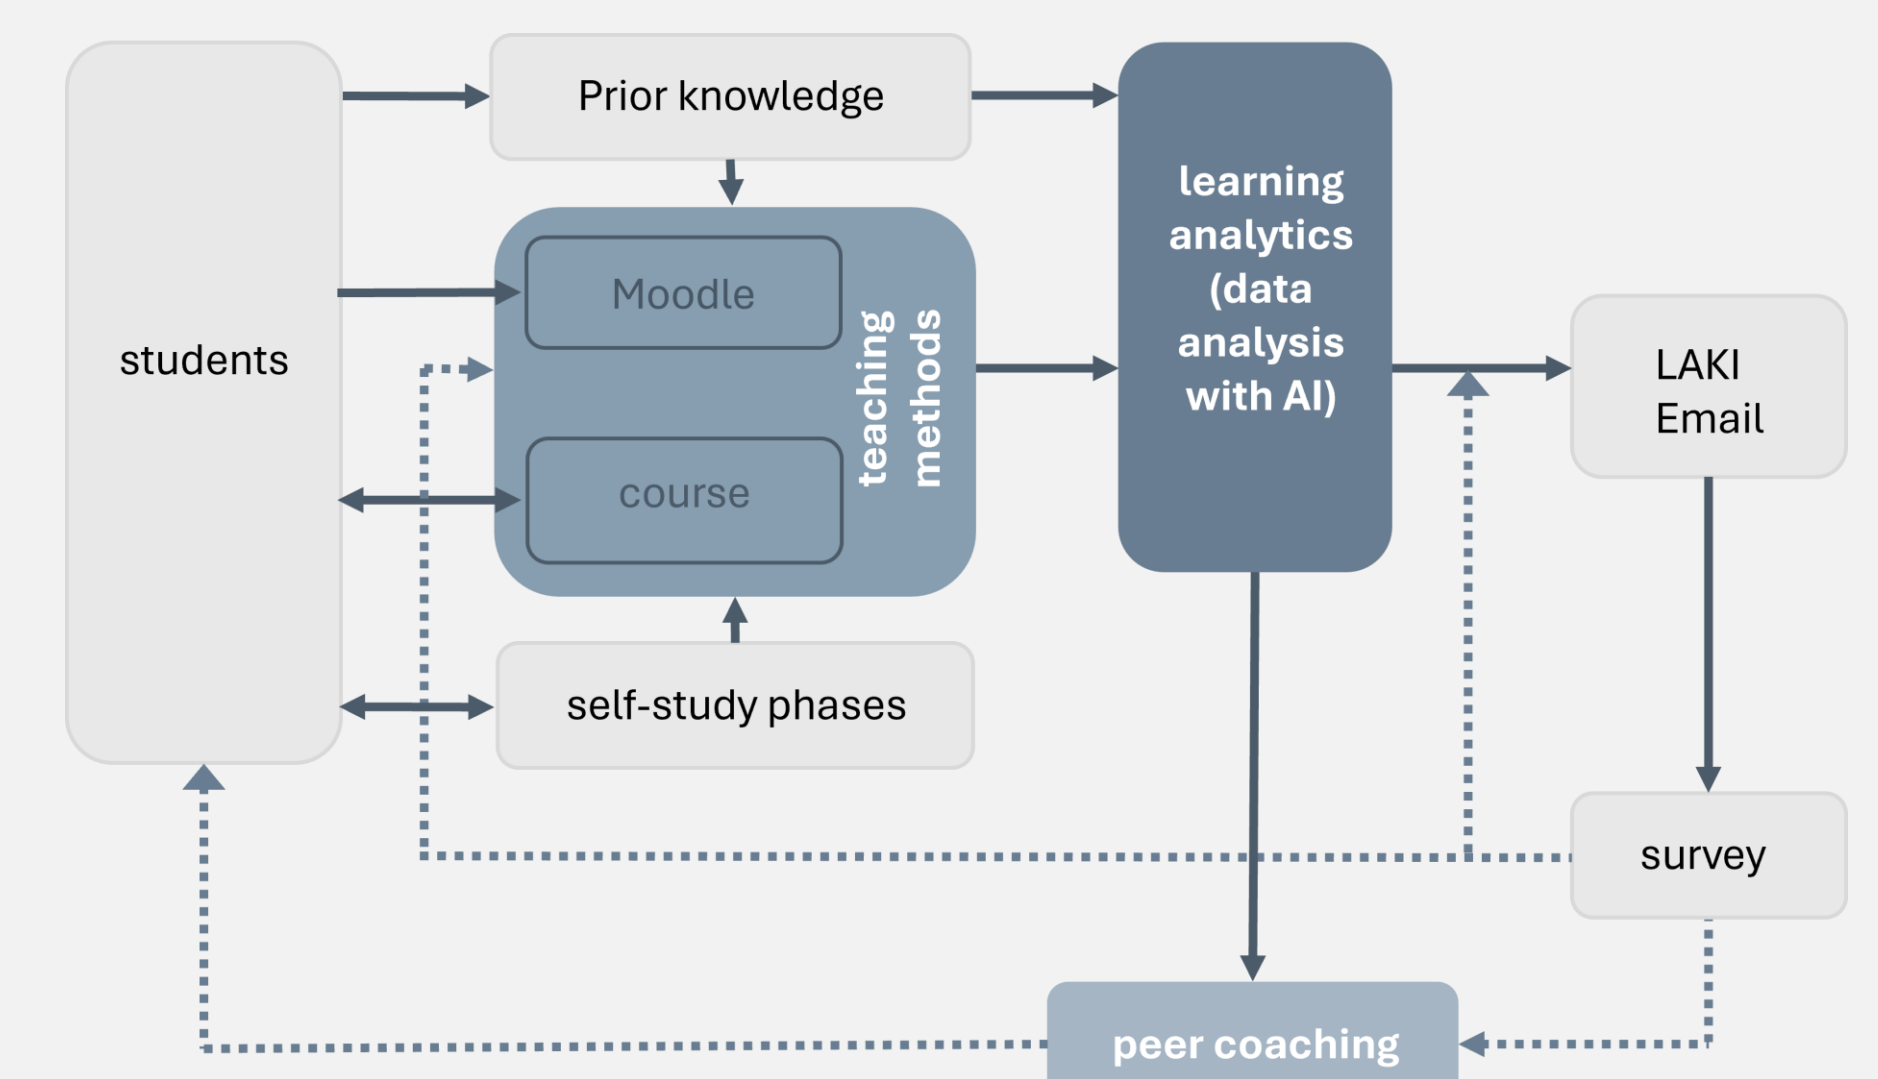 Prior knowledge
students
Moodle
course
teaching
methods
self-study phases
learning
analytics
(data
analysis
with AI)
LAKI
Email
survey
peer coaching